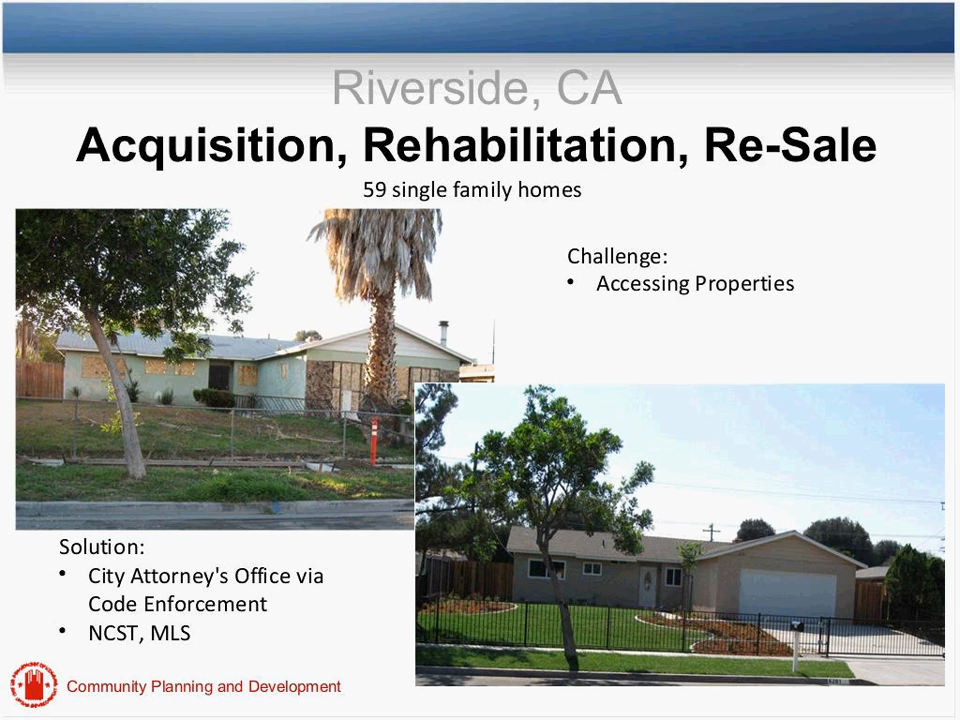 Riverside, CA
Acquisition, Rehabilitation, Re-Sale
59 single family homes
Challenge:
• Accessing Properties
Solution:
• City Attorney's Office via
Code Enforcement
• NCST, MLS
Community Planning and Development